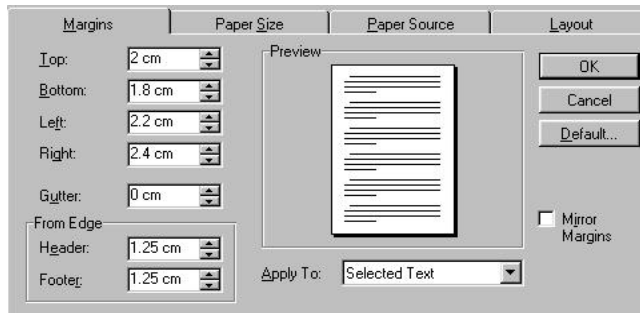 Margins Paper Size Paper Source Layout
Top: 2 cm
Bottom: 1.8 cm
Left: 2.2 cm
Right: 2.4 cm
Gutter: 0 cm
From Edge
Header: 1.25 cm
Footer: 1.25 cm
Preview
Apply To: Selected Text
OK
Cancel
Default...
Mirror
Margins